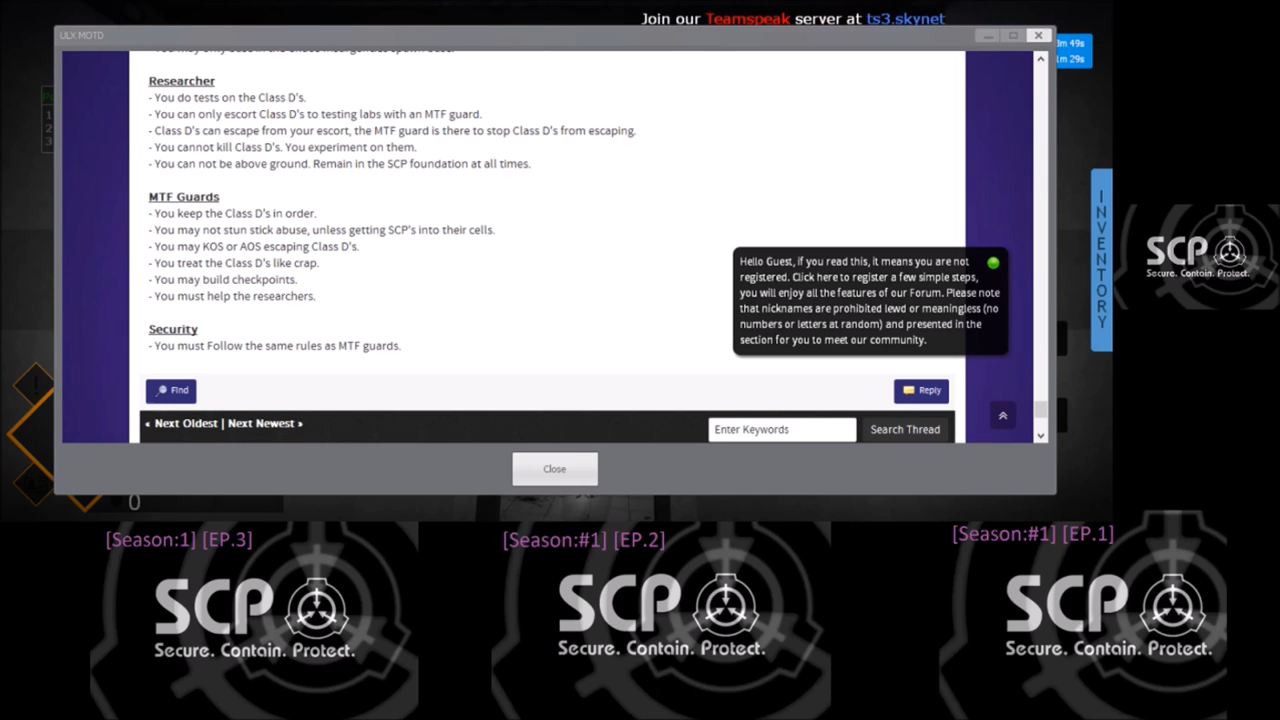 Join our Teamspeak server at ts3.skynet
ULX MOTD
Researcher
- You do tests on the Class D's.
- You can only escort Class D's to testing labs with an MTF guard.
- Class D's can escape from your escort, the MTF guard is there to stop Class D's from escaping.
- You cannot kill Class D's. You experiment on them.
- You can not be above ground. Remain in the SCP foundation at all times.
MTF Guards
- You keep the Class D's in order.
- You may not stun stick abuse, unless getting SCP's into their cells.
- You may KOS or AOS escaping Class D's.
- You treat the Class D's like crap.
- You may build checkpoints.
- You must help the researchers.
Security
- You must Follow the same rules as MTF guards.
Hello Guest, if you read this, it means you are not
registered. Click here to register a few simple steps,
you will enjoy all the features of our Forum. Please note
that nicknames are prohibited lewd or meaningless (no
numbers or letters at random) and presented in the
section for you to meet our community.
Find
Reply
« Next Oldest | Next Newest »
Enter Keywords
Search Thread
Close
49s
29s
1
2
3
0
INVENTORY
SCP
Secure. Contain. Protect.
[Season:1] [EP.3]
SCP
Secure. Contain. Protect.
[Season:#1] [EP.2]
SCP
Secure. Contain. Protect.
[Season:#1] [EP.1]
SCP
Secure. Contain. Protect.